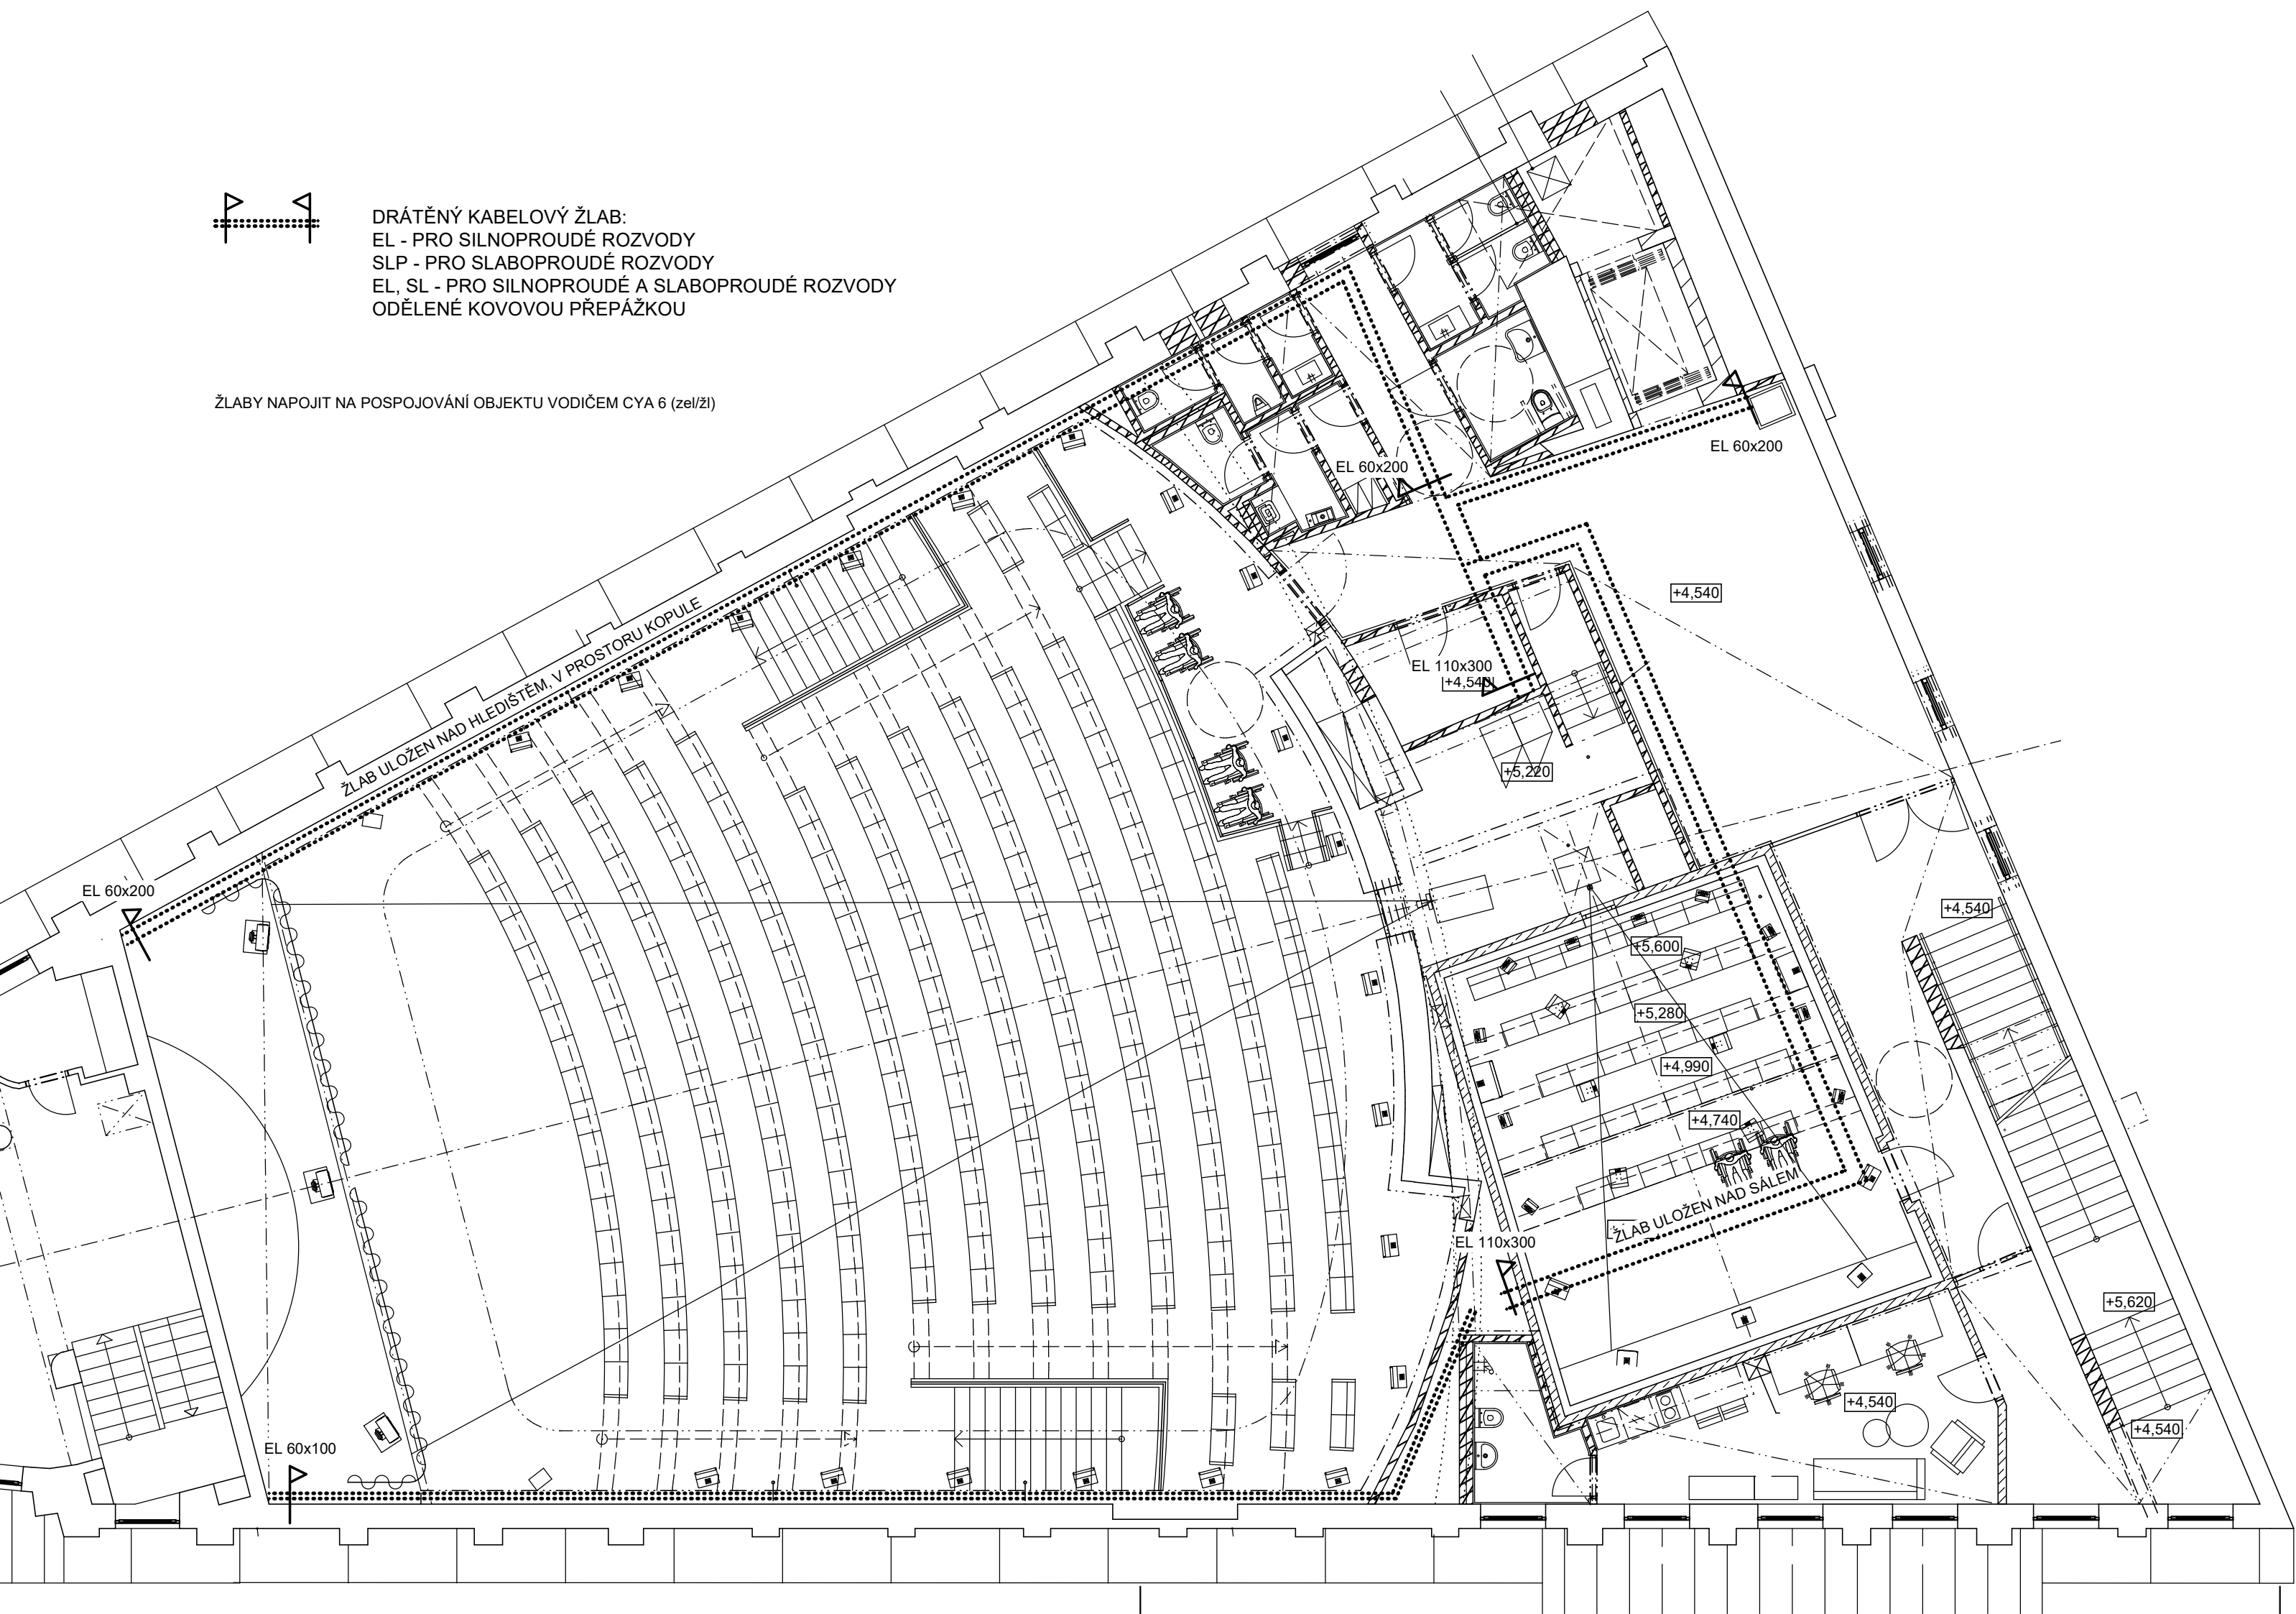 DRÁTĚNÝ KABELOVÝ ŽLAB:
EL - PRO SILNOPROUDÉ ROZVODY
SLP - PRO SLABOPROUDÉ ROZVODY
EL, SL - PRO SILNOPROUDÉ A SLABOPROUDÉ ROZVODY
ODĚLENÉ KOVOVOU PŘEPÁŽKOU
ŽLABY NAPOJIT NA POSPOJOVÁNÍ OBJEKTU VODIČEM CYA 6 (zel/žl)
EL 60x200
EL 60x200
+4,540
ŽLAB ULOŽEN NAD HLEDIŠTĚM, V PROSTORU KOPULE
EL 110x300
+4,540
+5,220
EL 60x200
+4,540
+5,600
+5,280
+4,990
+4,740
ŽLAB ULOŽEN NAD SÁLEM
EL 110x300
+5,620
+4,540
+4,540
EL 60x100